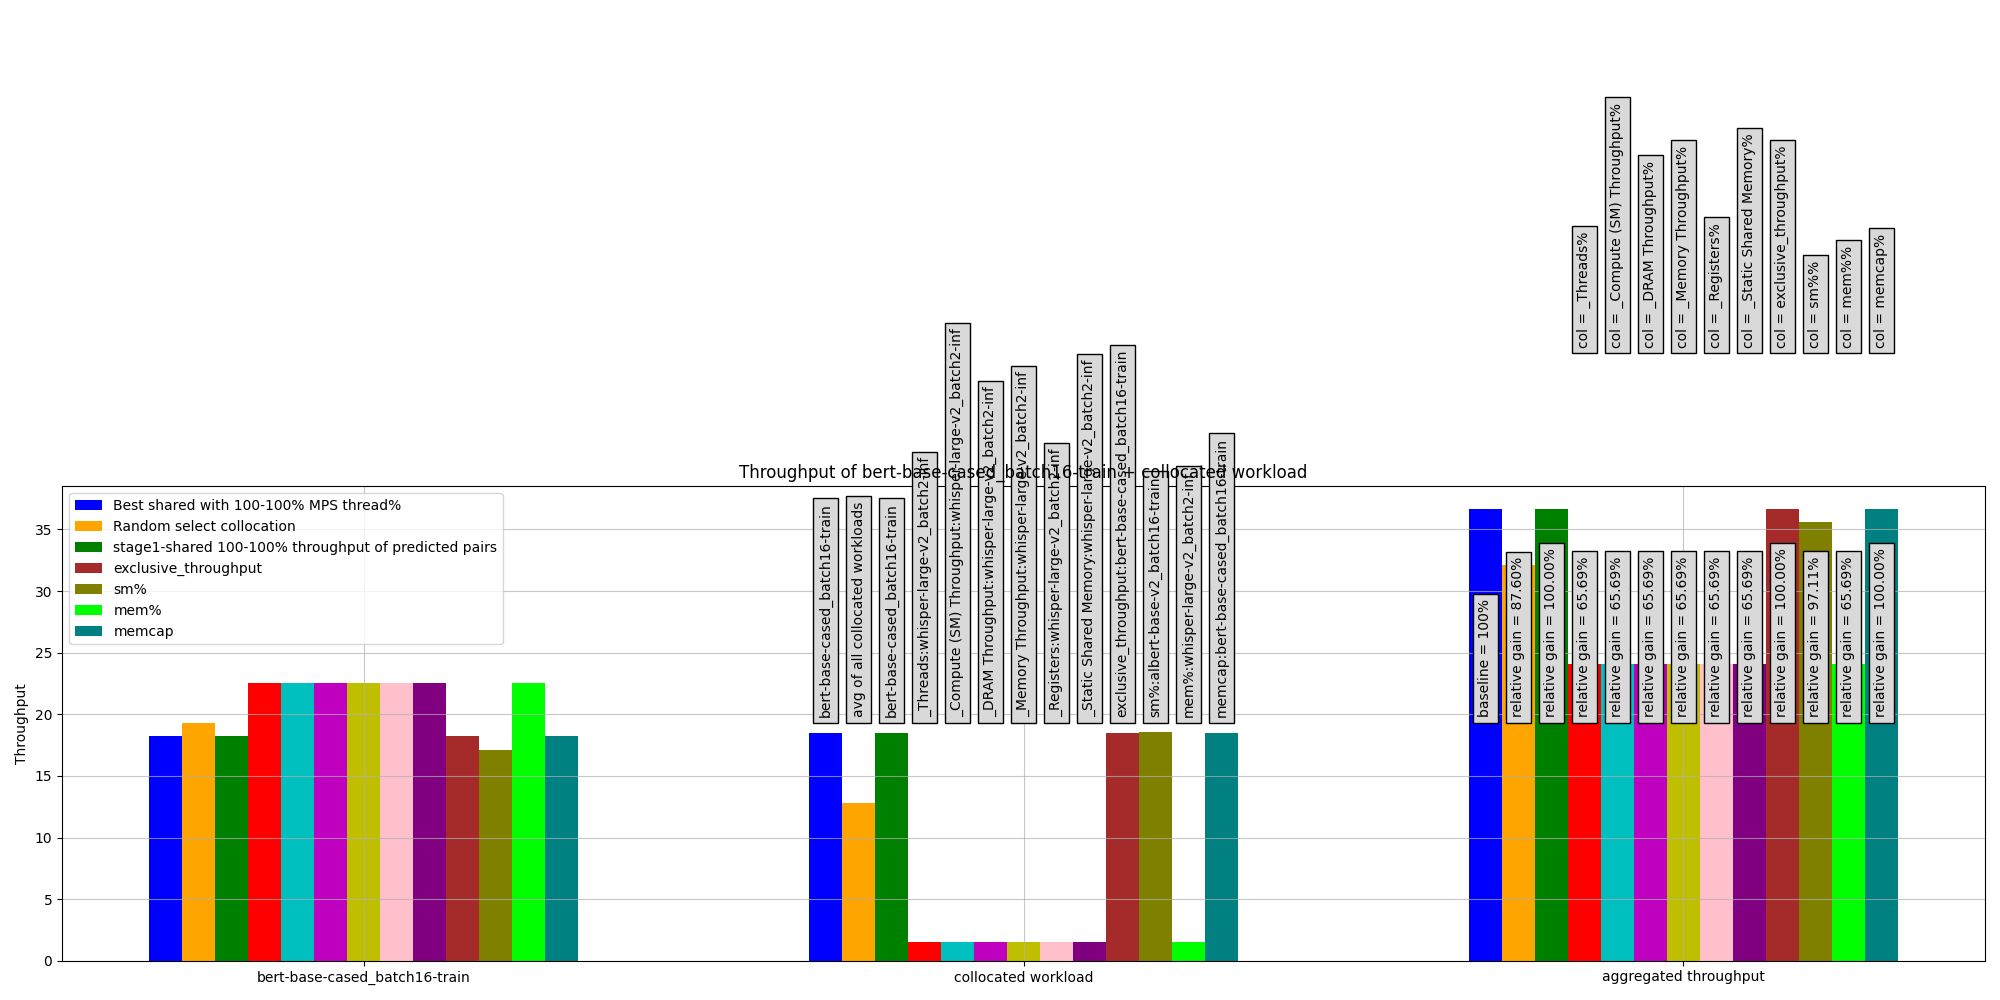 col = _Threads%
col = _Compute (SM) Throughput%
col = _DRAM Throughput%
col = _Memory Throughput%
col = _Registers%
col = _Static Shared Memory%
col = exclusive_throughput%
col = sm%%
col = mem%%
col = memcap%
Throughput of bert-base-cased_batch16-train + collocated workload
Best shared with 100-100% MPS thread%
Random select collocation
stage1-shared 100-100% throughput of predicted pairs
exclusive_throughput
sm%
mem%
memcap
bert-base-cased_batch16-train
avg of all collocated workloads
bert-base-cased_batch16-train
_Threads:whisper-large-v2_batch2-inf
_Compute (SM) Throughput:whisper-large-v2_batch2-inf
_DRAM Throughput:whisper-large-v2_batch2-inf
_Memory Throughput:whisper-large-v2_batch2-inf
_Registers:whisper-large-v2_batch2-inf
_Static Shared Memory:whisper-large-v2_batch2-inf
exclusive_throughput:bert-base-cased_batch16-train
sm%:albert-base-v2_batch16-train
mem%:whisper-large-v2_batch2-inf
memcap:bert-base-cased_batch16-train
baseline = 100%
relative gain = 87.60%
relative gain = 100.00%
relative gain = 65.69%
relative gain = 65.69%
relative gain = 65.69%
relative gain = 65.69%
relative gain = 65.69%
relative gain = 65.69%
relative gain = 100.00%
relative gain = 97.11%
relative gain = 65.69%
relative gain = 100.00%
Throughput
35
30
25
20
15
10
5
0
bert-base-cased_batch16-train
collocated workload
aggregated throughput